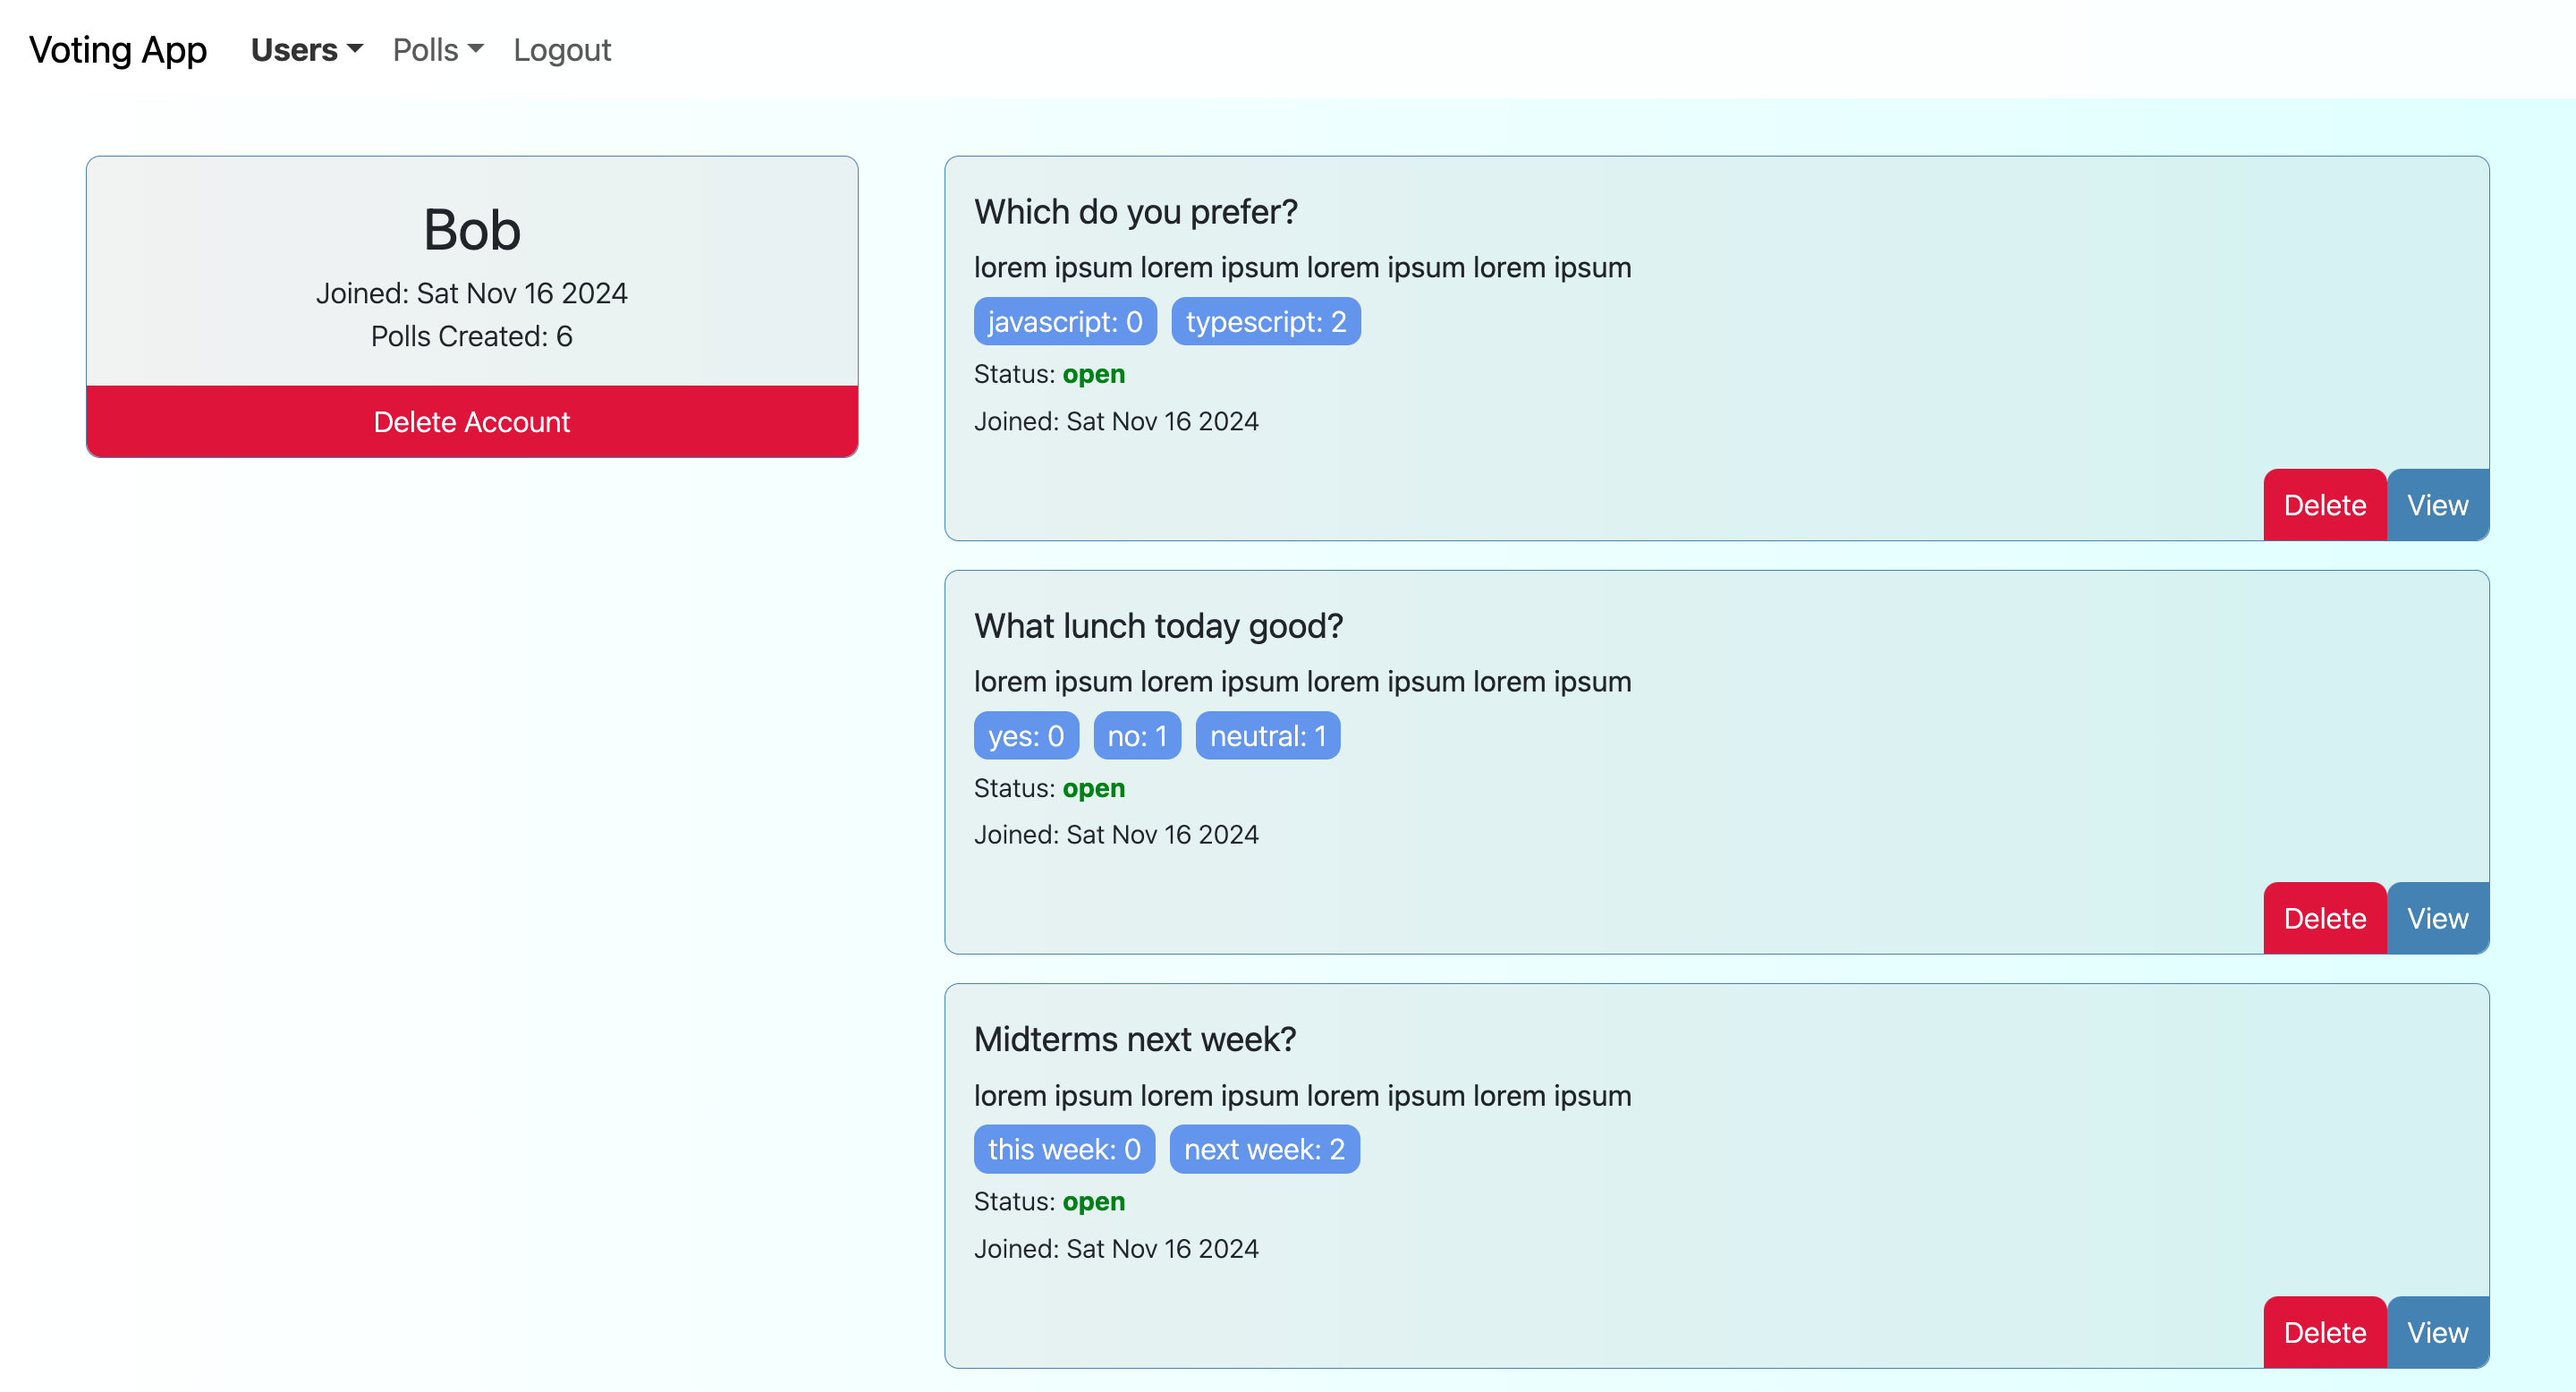 Voting App Users Polls Logout
Bob
Joined: Sat Nov 16 2024
Polls Created: 6
Delete Account
Which do you prefer?
lorem ipsum lorem ipsum lorem ipsum lorem ipsum
javascript: 0 typescript: 2
Status: open
Joined: Sat Nov 16 2024
Delete View
What lunch today good?
lorem ipsum lorem ipsum lorem ipsum lorem ipsum
yes: 0 no: 1 neutral: 1
Status: open
Joined: Sat Nov 16 2024
Delete View
Midterms next week?
lorem ipsum lorem ipsum lorem ipsum lorem ipsum
this week: 0 next week: 2
Status: open
Joined: Sat Nov 16 2024
Delete View